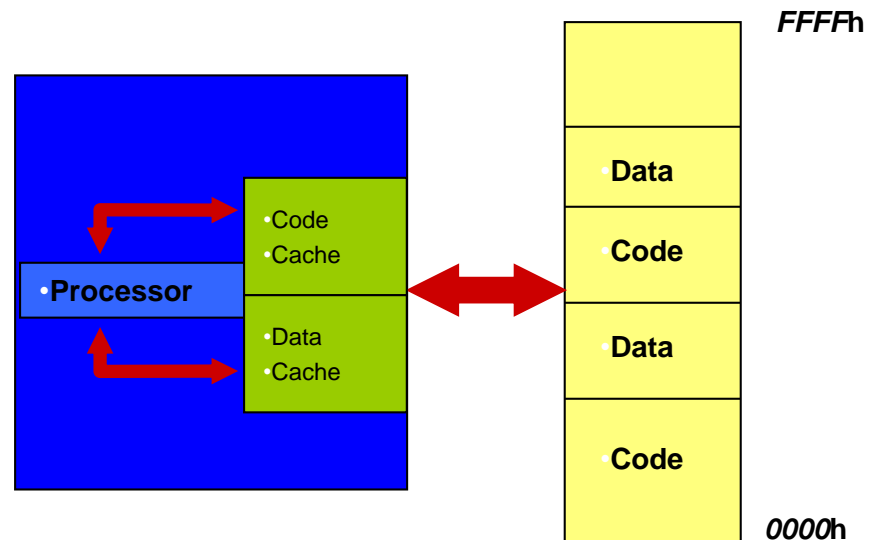 FFFFh
•Code
•Cache
•Processor
•Data
•Cache
•Data
•Code
•Data
•Code
0000h